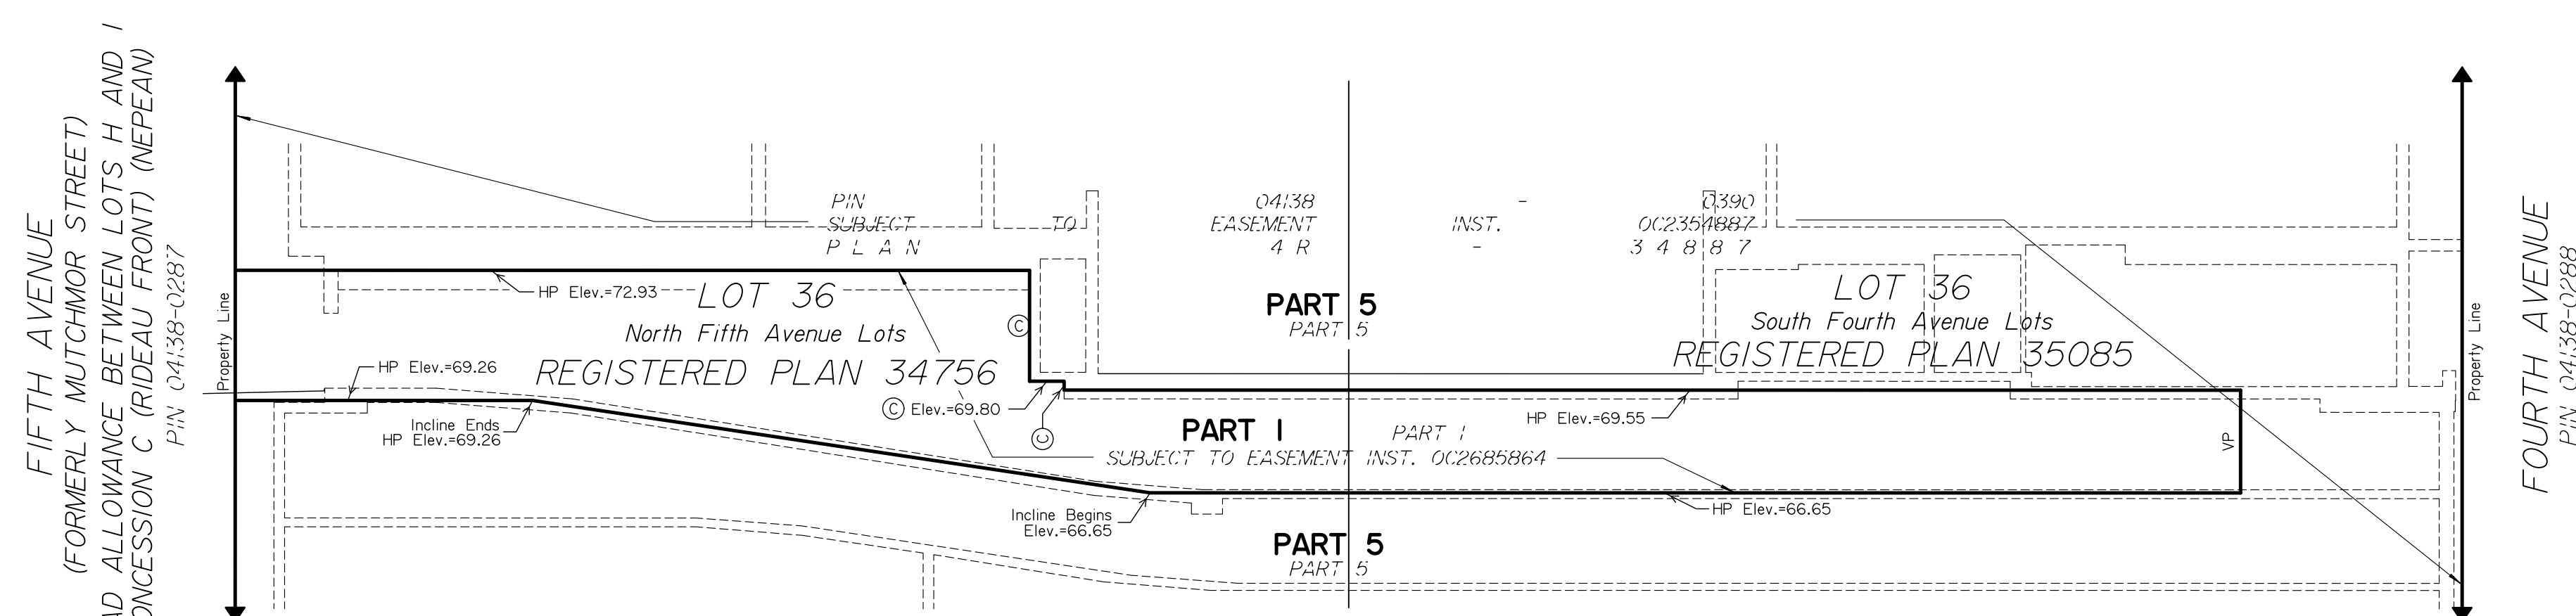 FIFTH AVENUE
(FORMERLY MUTCHMOR STREET)
ALLOWANCE BETWEEN LOTS H AND I
C (RIDEAU FRONT) (NEPEAN)
PIN 04138-0287
Property Line
PIN 04138 - 0390
SUBJECT TO EASEMENT INST. OC2354887
PLAN 4R - 34887
HP Elev.=72.93
LOT 36
North Fifth Avenue Lots
REGISTERED PLAN 34756
C
HP Elev.=69.26
C Elev.=69.80
C
Incline Ends
HP Elev.=69.26
PART 5
PART 5
LOT 36
South Fourth Avenue Lots
REGISTERED PLAN 35085
HP Elev.=69.55
PART 1
PART 1
SUBJECT TO EASEMENT INST. OC2685864
VP
Incline Begins
Elev.=66.65
HP Elev.=66.65
PART 5
PART 5
Property Line
FOURTH AVENUE
PIN 04138-0288